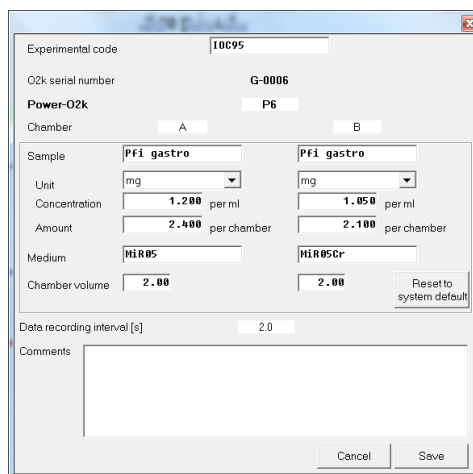 Experimental code IOC95
O2k serial number G-0006
Power-O2k P6
Chamber A B
Sample Pfi gastro Pfi gastro
Unit mg mg
Concentration 1.200 per ml 1.050 per ml
Amount 2.400 per chamber 2.100 per chamber
Medium MiR05 MiR05Cr
Chamber volume 2.00 2.00 Reset to
system default
Data recording interval [s] 2.0
Comments
Cancel Save